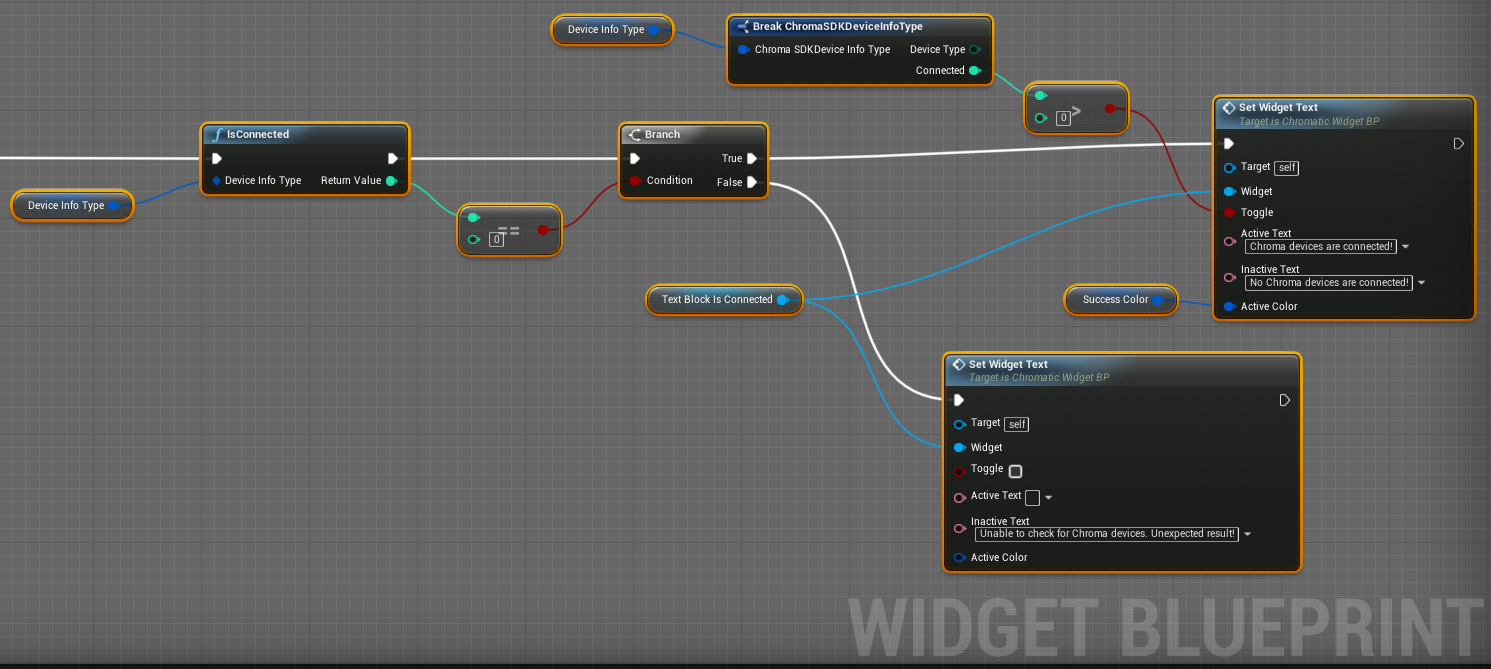 Device Info Type
Break ChromaSDKDeviceInfoType
Chroma SDKDevice Info Type Device Type
Connected
0 >
IsConnected
Device Info Type Return Value
Device Info Type
0 ==
Branch
True
Condition False
Set Widget Text
Target is Chromatic Widget BP
Target self
Widget
Toggle
Active Text
Chroma devices are connected!
Inactive Text
No Chroma devices are connected!
Active Color
Text Block Is Connected
Success Color
Set Widget Text
Target is Chromatic Widget BP
Target self
Widget
Toggle
Active Text
Inactive Text
Unable to check for Chroma devices. Unexpected result!
Active Color
WIDGET BLUEPRINT